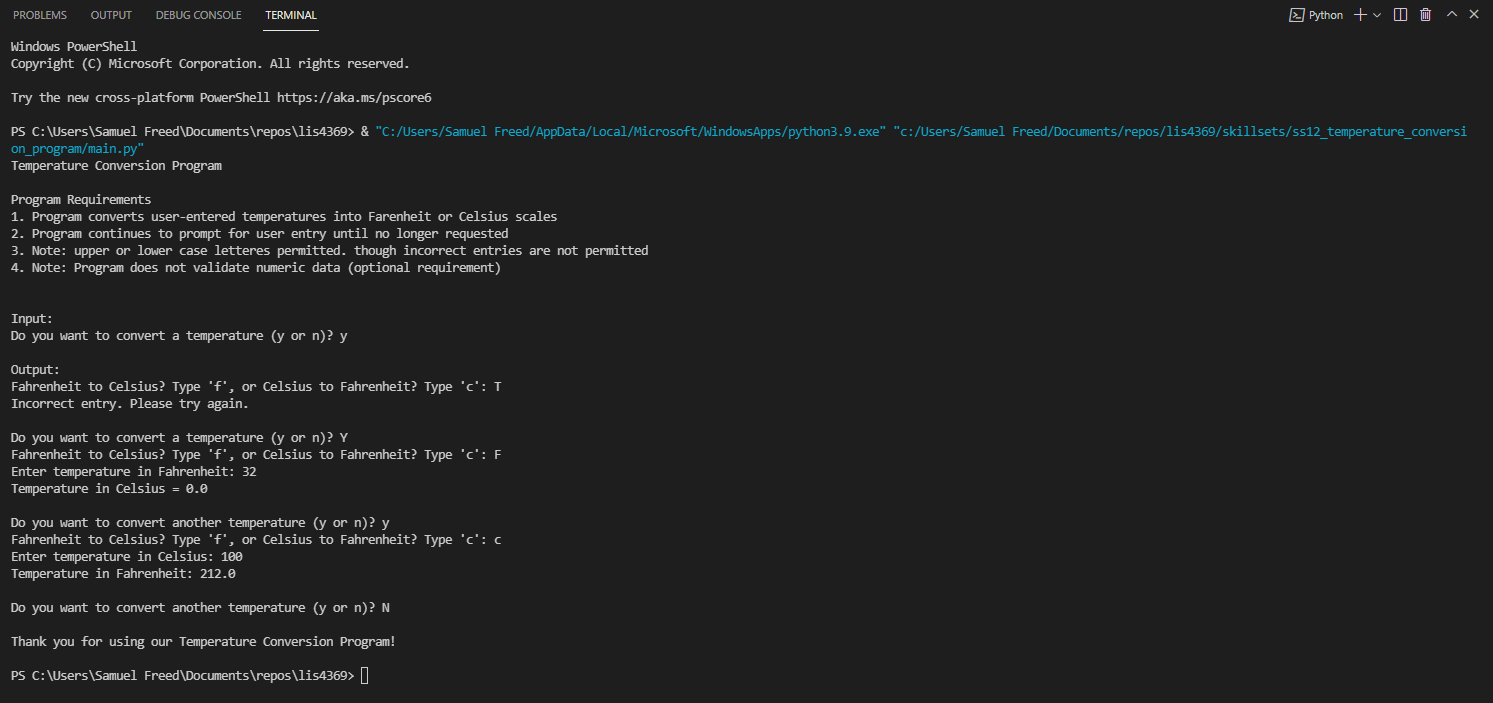 PROBLEMS OUTPUT DEBUG CONSOLE TERMINAL Python
Windows PowerShell
Copyright (C) Microsoft Corporation. All rights reserved.
Try the new cross-platform PowerShell https://aka.ms/pscore6
PS C:\Users\Samuel Freed\Documents\repos\lis4369> & "C:/Users/Samuel Freed/AppData/Local/Microsoft/WindowsApps/python3.9.exe" "c:/Users/Samuel Freed/Documents/repos/lis4369/skillsets/ss12_temperature_conversi
on_program/main.py"
Temperature Conversion Program
Program Requirements
1. Program converts user-entered temperatures into Farenheit or Celsius scales
2. Program continues to prompt for user entry until no longer requested
3. Note: upper or lower case letteres permitted. though incorrect entries are not permitted
4. Note: Program does not validate numeric data (optional requirement)
Input:
Do you want to convert a temperature (y or n)? y
Output:
Fahrenheit to Celsius? Type 'f', or Celsius to Fahrenheit? Type 'c': T
Incorrect entry. Please try again.
Do you want to convert a temperature (y or n)? Y
Fahrenheit to Celsius? Type 'f', or Celsius to Fahrenheit? Type 'c': F
Enter temperature in Fahrenheit: 32
Temperature in Celsius = 0.0
Do you want to convert another temperature (y or n)? y
Fahrenheit to Celsius? Type 'f', or Celsius to Fahrenheit? Type 'c': c
Enter temperature in Celsius: 100
Temperature in Fahrenheit: 212.0
Do you want to convert another temperature (y or n)? N
Thank you for using our Temperature Conversion Program!
PS C:\Users\Samuel Freed\Documents\repos\lis4369>